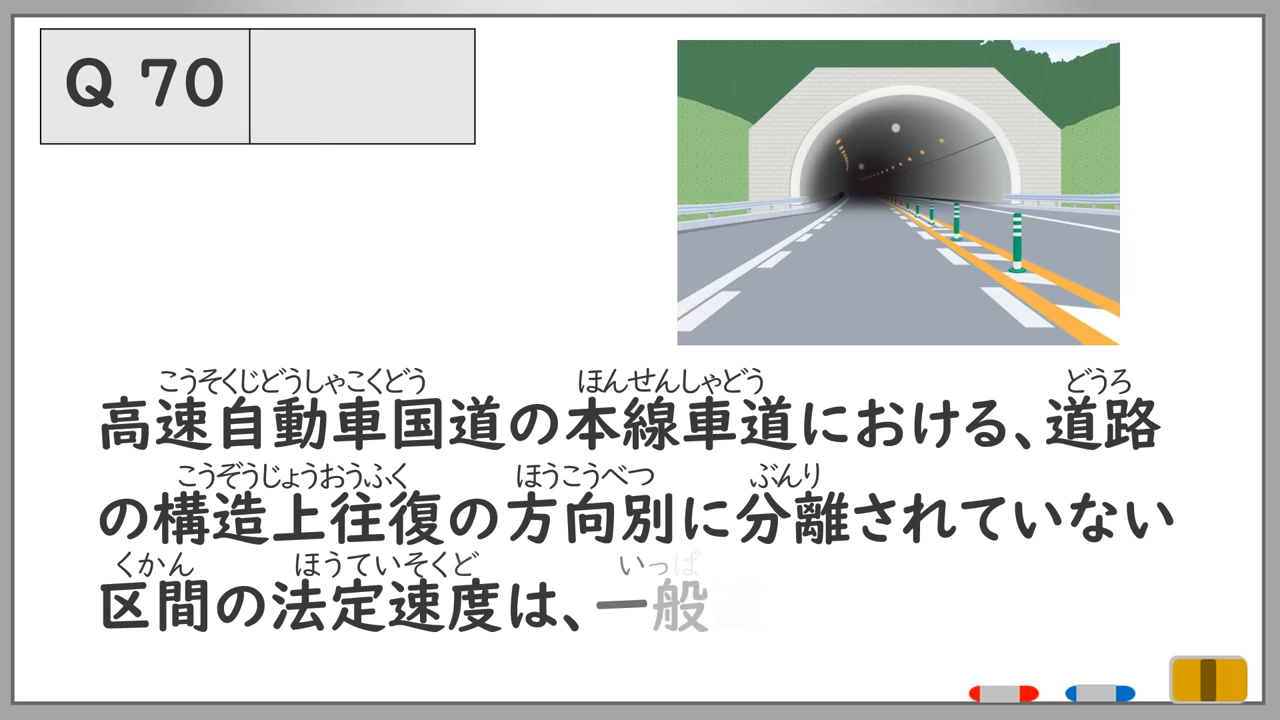 Q 70
こうそくじどうしゃこくどう ほんせんしゃどう どうろ
高速自動車国道の本線車道における、道路
こうぞうじょうおうふく ほうこうべつ ぶんり
の構造上往復の方向別に分離されていない
くかん ほうていそくど いっぱ
区間の法定速度は、一般